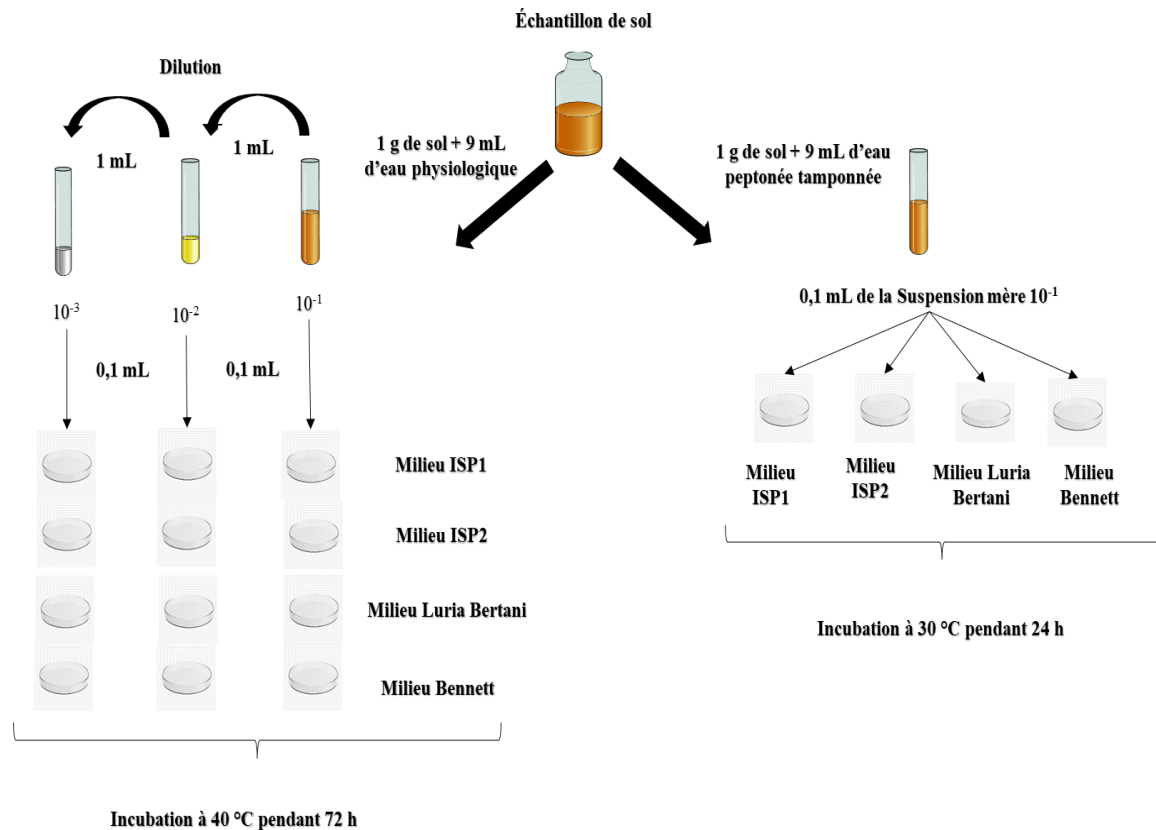 Échantillon de sol
Dilution
1 mL
1 mL
1 g de sol + 9 mL
d’eau physiologique
1 g de sol + 9 mL d’eau
peptonée tamponnée
10⁻³
10⁻²
10⁻¹
0,1 mL
0,1 mL
Milieu ISP1
Milieu ISP2
Milieu Luria Bertani
Milieu Bennett
Incubation à 40 °C pendant 72 h
0,1 mL de la Suspension mère 10⁻¹
Milieu
ISP1
Milieu
ISP2
Milieu Luria
Bertani
Milieu
Bennett
Incubation à 30 °C pendant 24 h